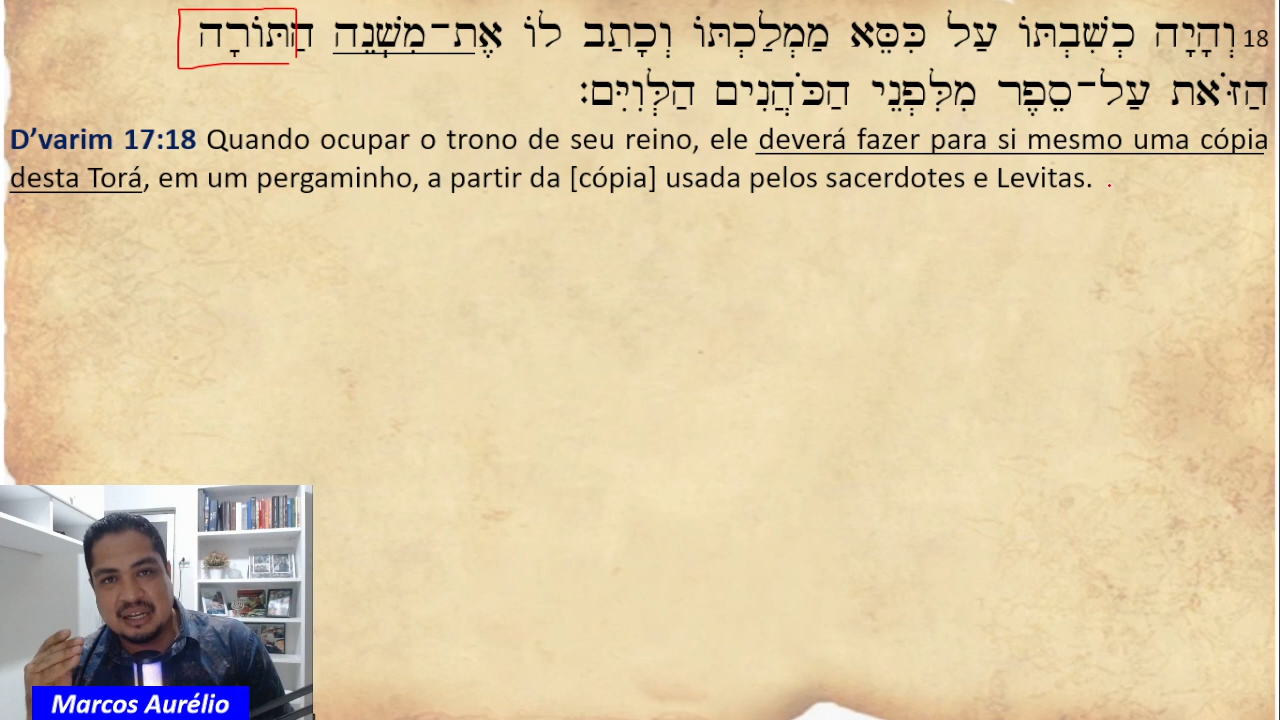 18 וְהָיָה כְשִׁבְתּוֹ עַל כִּסֵּא מַמְלַכְתּוֹ וְכָתַב לוֹ אֶת־מִשְׁנֵה הַתּוֹרָה
הַזֹּאת עַל־סֵפֶר מִלִּפְנֵי הַכֹּהֲנִים הַלְוִיִּם׃
D’varim 17:18 Quando ocupar o trono de seu reino, ele deverá fazer para si mesmo uma cópia
desta Torá, em um pergaminho, a partir da [cópia] usada pelos sacerdotes e Levitas.
Marcos Aurélio